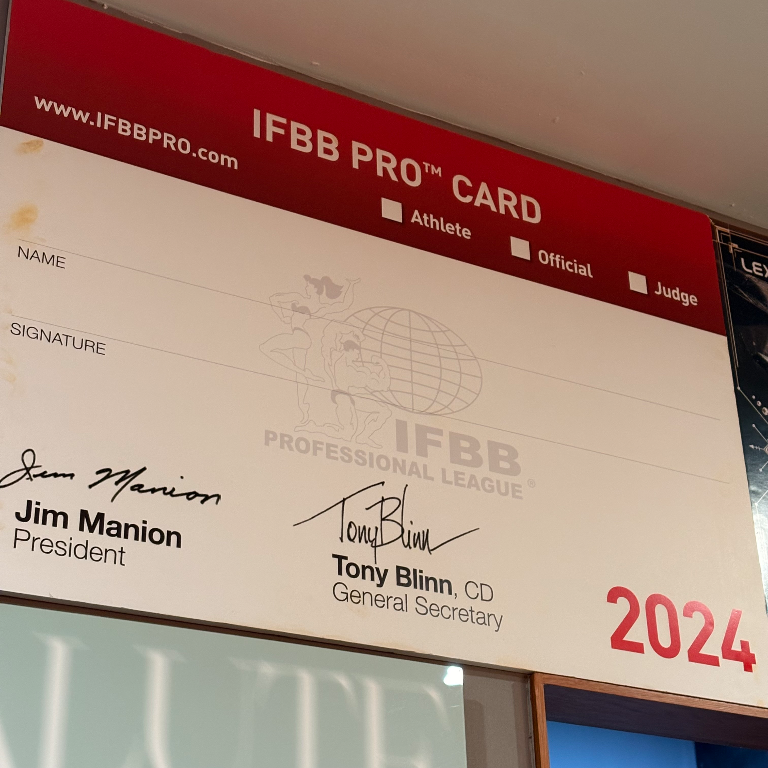 www.IFBBPRO.com
IFBB PRO™ CARD
Athlete
Official
Judge
NAME
SIGNATURE
IFBB
PROFESSIONAL LEAGUE®
Jim Manion
Jim Manion
President
Tony Blinn
Tony Blinn, CD
General Secretary
2024